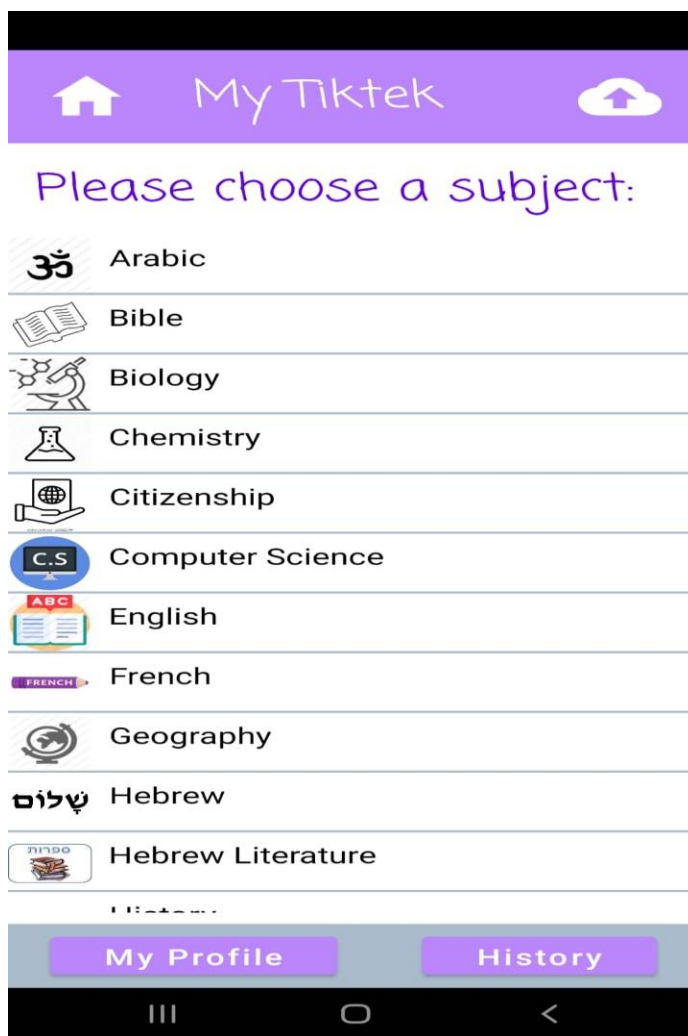 My Tiktek
Please choose a subject:
ॐ Arabic
Bible
Biology
Chemistry
Citizenship
C.S Computer Science
ABC
English
FRENCH French
Geography
שָׁלוֹם Hebrew
ספרות
Hebrew Literature
History
My Profile History